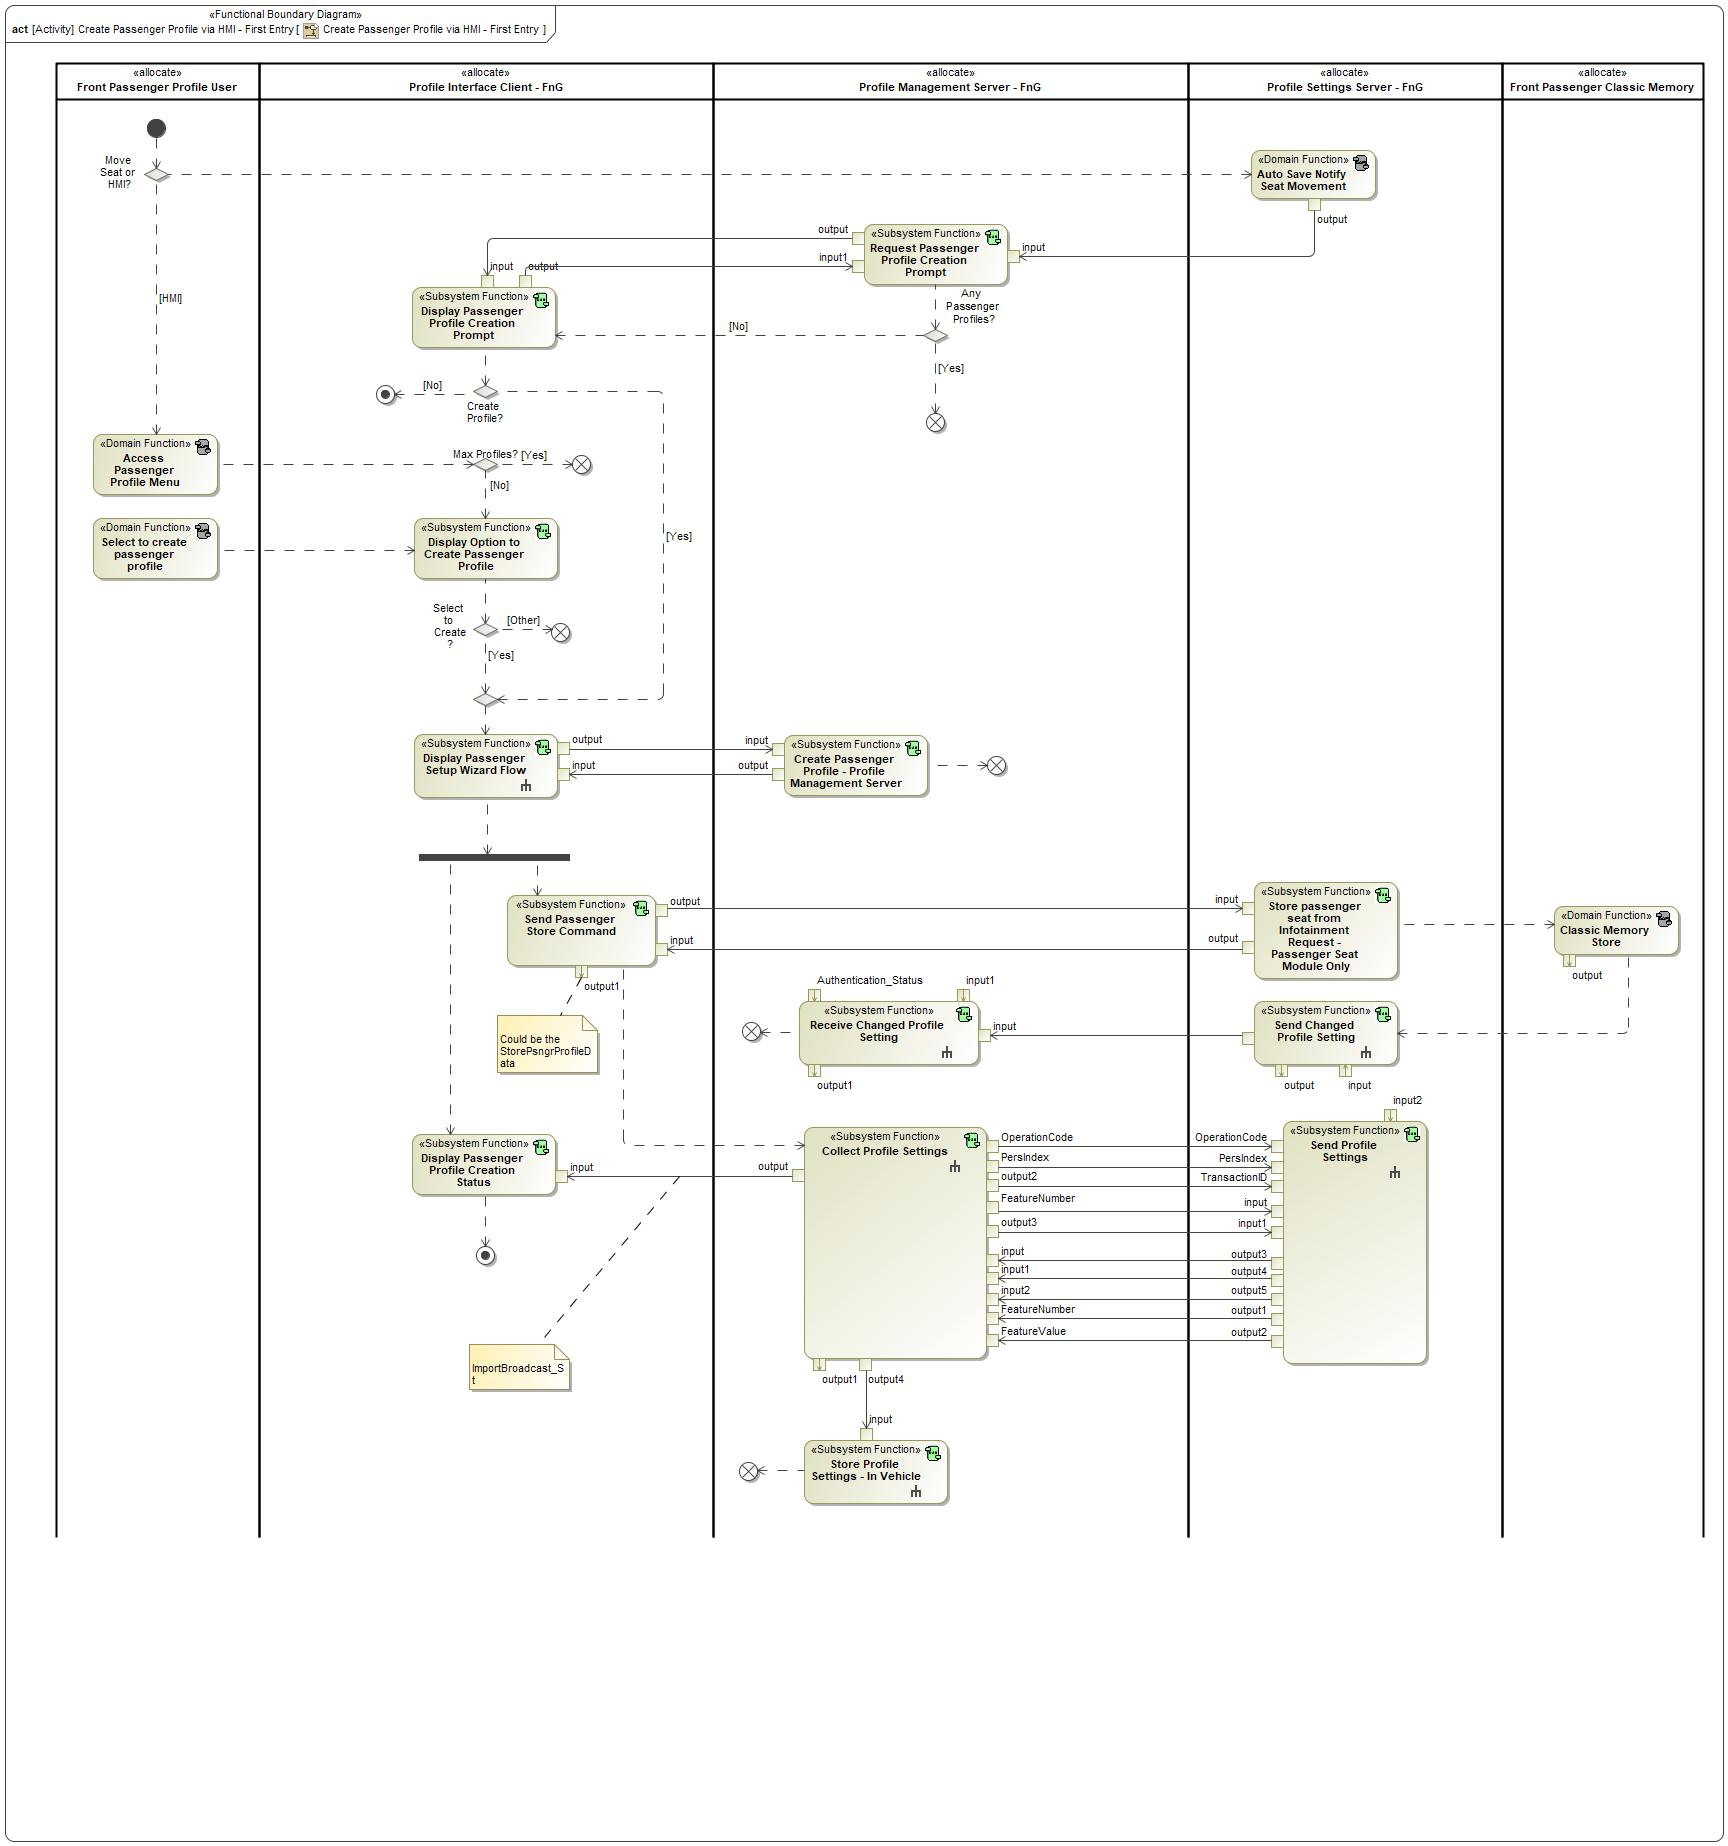 «Functional Boundary Diagram»
act [Activity] Create Passenger Profile via HMI - First Entry [ Create Passenger Profile via HMI - First Entry ]
«allocate»
Front Passenger Profile User
«allocate»
Profile Interface Client - FnG
«allocate»
Profile Management Server - FnG
«allocate»
Profile Settings Server - FnG
«allocate»
Front Passenger Classic Memory
Move
Seat or
HMI?
«Domain Function»
Auto Save Notify
Seat Movement
output
output
input1
«Subsystem Function»
Request Passenger
Profile Creation
Prompt
input
input
output
«Subsystem Function»
Display Passenger
Profile Creation
Prompt
[HMI]
Any
Passenger
Profiles?
[No]
[Yes]
[No]
Create
Profile?
«Domain Function»
Access
Passenger
Profile Menu
Max Profiles?
[Yes]
[No]
«Domain Function»
Select to create
passenger
profile
«Subsystem Function»
Display Option to
Create Passenger
Profile
[Yes]
Select
to
Create
?
[Other]
[Yes]
«Subsystem Function»
Display Passenger
Setup Wizard Flow
output
input
input
output
«Subsystem Function»
Create Passenger
Profile - Profile
Management Server
«Subsystem Function»
Send Passenger
Store Command
output
input
output1
input
output
«Subsystem Function»
Store passenger
seat from
Infotainment
Request -
Passenger Seat
Module Only
«Domain Function»
Classic Memory
Store
output
Could be the
StorePsngrProfileD
ata
Authentication_Status
input1
«Subsystem Function»
Receive Changed Profile
Setting
input
output1
«Subsystem Function»
Send Changed
Profile Setting
output
input
input2
«Subsystem Function»
Display Passenger
Profile Creation
Status
input
output
«Subsystem Function»
Collect Profile Settings
OperationCode
PersIndex
output2
FeatureNumber
output3
input
input1
input2
FeatureNumber
FeatureValue
OperationCode
PersIndex
TransactionID
input
input1
output3
output4
output5
output1
output2
«Subsystem Function»
Send Profile
Settings
ImportBroadcast_S
t
output1
output4
input
«Subsystem Function»
Store Profile
Settings - In Vehicle